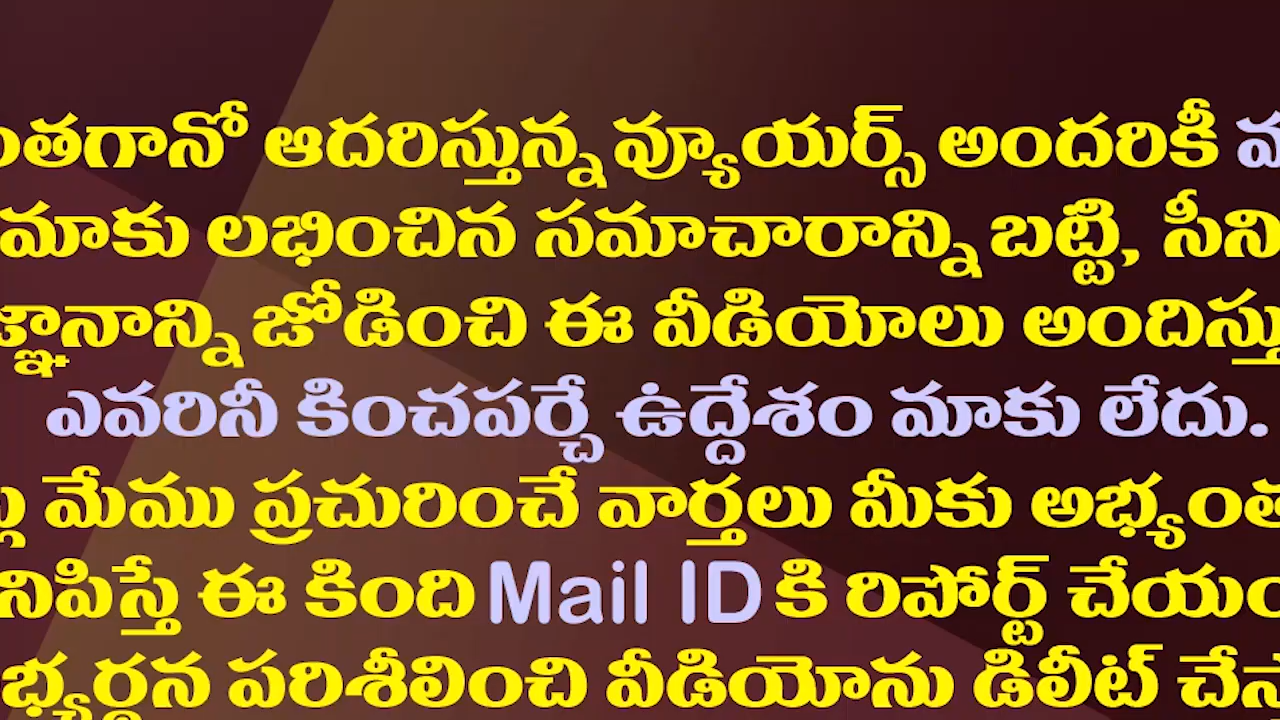 ంతగానో ఆదరిస్తున్న వ్యూయర్స్ అందరికీ
మాకు లభించిన సమాచారాన్ని బట్టి, సీని
జ్ఞానాన్ని జోడించి ఈ వీడియోలు అందిస్తు
ఎవరినీ కించపర్చే ఉద్దేశం మాకు లేదు.
మేము ప్రచురించే వార్తలు మీకు అభ్యంత
నిపిస్తే ఈ కింది Mail ID కి రిపోర్ట్ చేయం
భ్యర్థన పరిశీలించి వీడియోను డిలీట్ చేస